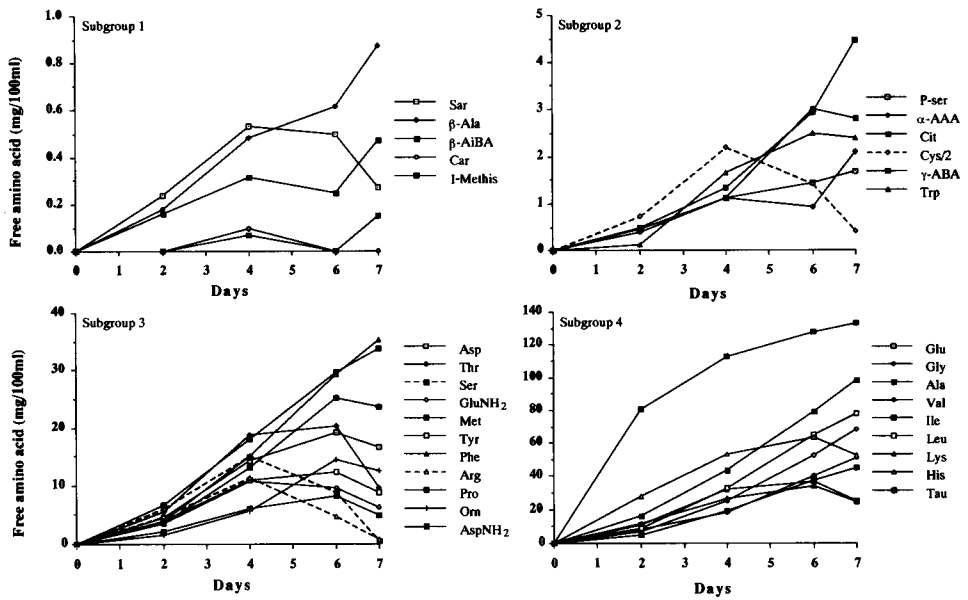 Subgroup 1
Free amino acid (mg/100ml)
1.0
0.8
0.6
0.4
0.2
0.0
0 1 2 3 4 5 6 7
Days
Sar
β-Ala
β-AiBA
Car
1-Methis
Subgroup 2
5
4
3
2
1
0
0 1 2 3 4 5 6 7
Days
P-ser
α-AAA
Cit
Cys/2
γ-ABA
Trp
Subgroup 3
Free amino acid (mg/100ml)
40
30
20
10
0
0 1 2 3 4 5 6 7
Days
Asp
Thr
Ser
GluNH2
Met
Tyr
Phe
Arg
Pro
Orn
AspNH2
Subgroup 4
140
120
100
80
60
40
20
0
0 1 2 3 4 5 6 7
Days
Glu
Gly
Ala
Val
Ile
Leu
Lys
His
Tau